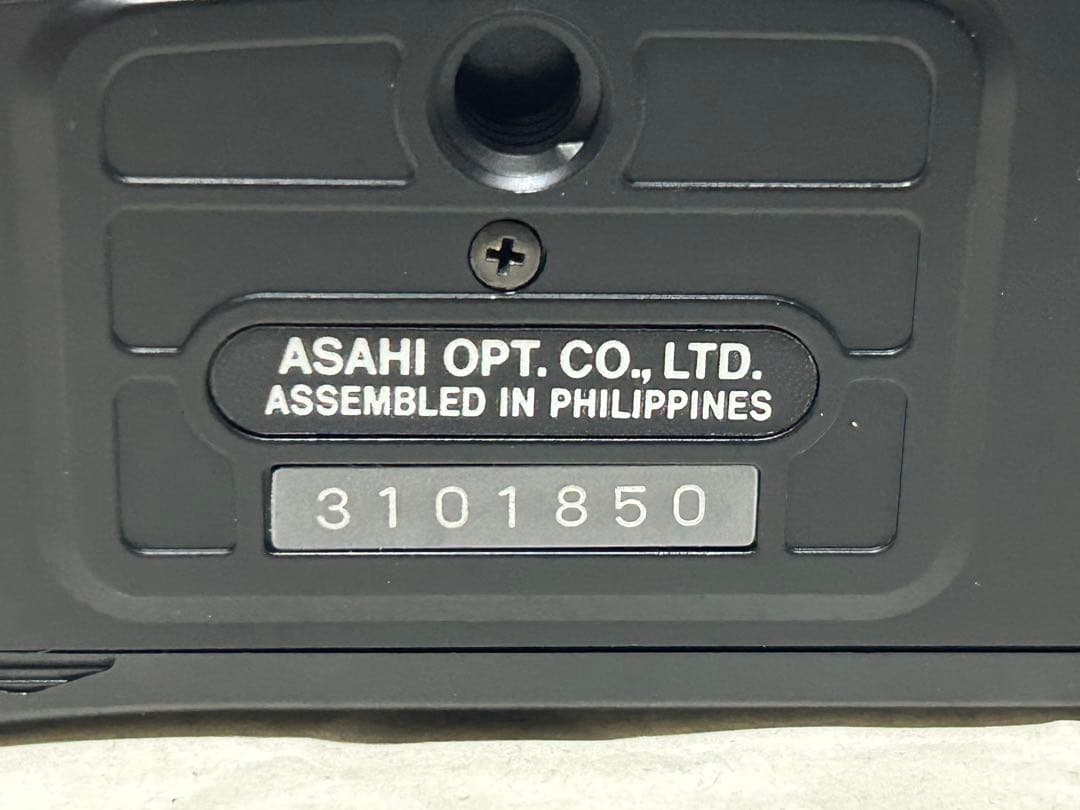 ASAHI OPT. CO., LTD.
ASSEMBLED IN PHILIPPINES
3101850